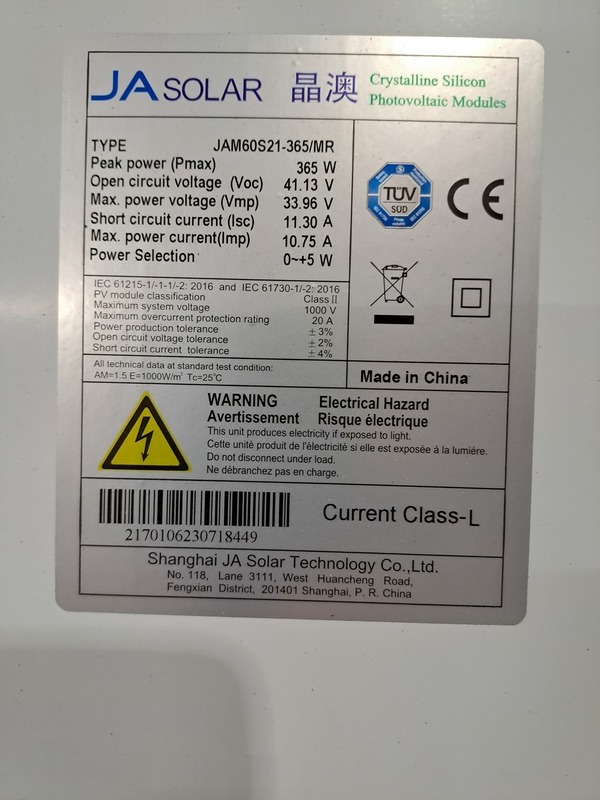 JA SOLAR 晶澳 Crystalline Silicon
Photovoltaic Modules
TYPE JAM60S21-365/MR
Peak power (Pmax) 365 W
Open circuit voltage (Voc) 41.13 V
Max. power voltage (Vmp) 33.96 V
Short circuit current (Isc) 11.30 A
Max. power current(Imp) 10.75 A
Power Selection 0~+5 W
TÜV
SÜD
CE
IEC 61215-1/-1-1/-2: 2016 and IEC 61730-1/-2: 2016
PV module classification Class II
Maximum system voltage 1000 V
Maximum overcurrent protection rating 20 A
Power production tolerance ± 3%
Open circuit voltage tolerance ± 2%
Short circuit current tolerance ± 4%
All technical data at standard test condition:
AM=1.5 E=1000W/m² Tc=25°C
Made in China
WARNING Electrical Hazard
Avertissement Risque électrique
This unit produces electricity if exposed to light.
Cette unité produit de l'électricité si elle est exposée à la lumière.
Do not disconnect under load.
Ne débranchez pas en charge.
2170106230718449
Current Class-L
Shanghai JA Solar Technology Co.,Ltd.
No. 118, Lane 3111, West Huancheng Road,
Fengxian District, 201401 Shanghai, P. R. China